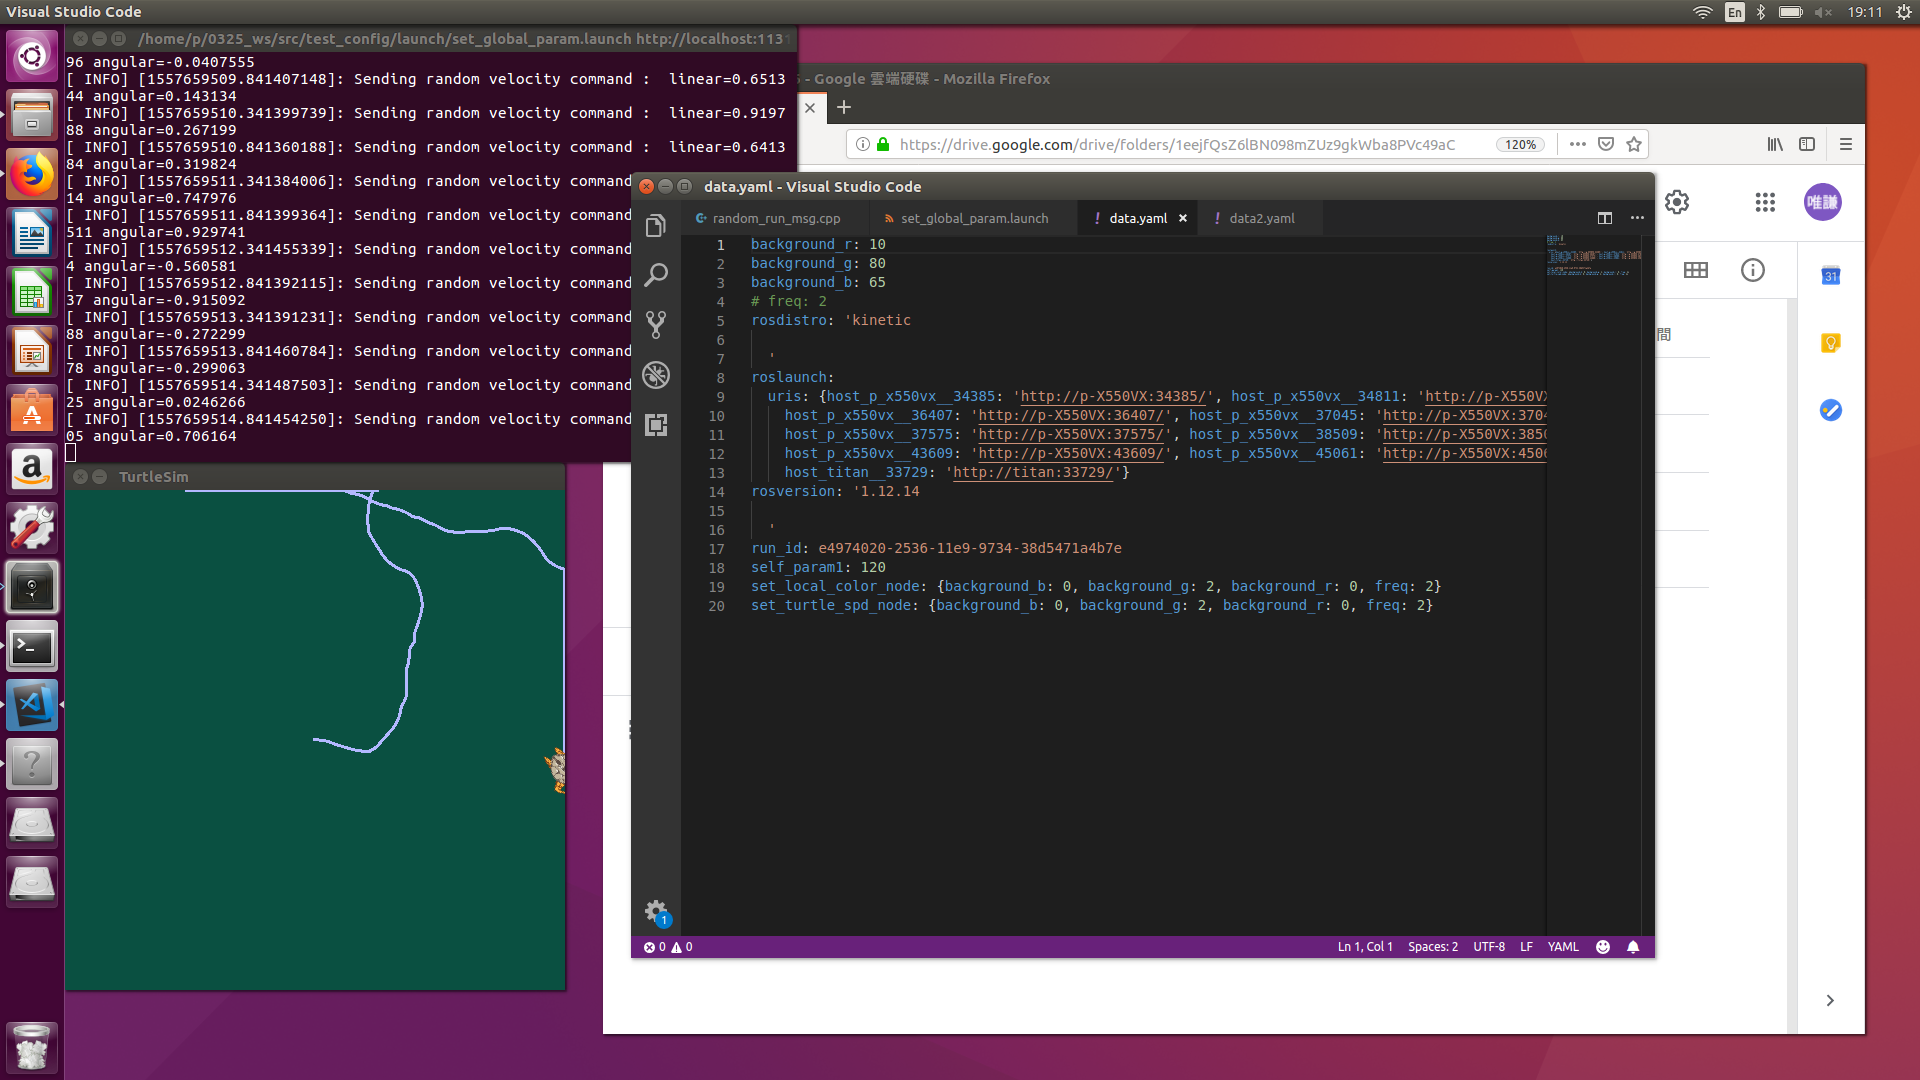 Visual Studio Code
En
19:11
/home/p/0325_ws/src/test_config/launch/set_global_param.launch http://localhost:1131
96 angular=-0.0407555
[ INFO] [1557659509.841407148]: Sending random velocity command :  linear=0.6513
44 angular=0.143134
[ INFO] [1557659510.341399739]: Sending random velocity command :  linear=0.9197
88 angular=0.267199
[ INFO] [1557659510.841360188]: Sending random velocity command :  linear=0.6413
84 angular=0.319824
[ INFO] [1557659511.341384006]: Sending random velocity command
14 angular=0.747976
[ INFO] [1557659511.841399364]: Sending random velocity command
511 angular=0.929741
[ INFO] [1557659512.341455339]: Sending random velocity command
4 angular=-0.560581
[ INFO] [1557659512.841392115]: Sending random velocity command
37 angular=-0.915092
[ INFO] [1557659513.341391231]: Sending random velocity command
88 angular=-0.272299
[ INFO] [1557659513.841460784]: Sending random velocity command
78 angular=-0.299063
[ INFO] [1557659514.341487503]: Sending random velocity command
25 angular=0.0246266
[ INFO] [1557659514.841454250]: Sending random velocity command
05 angular=0.706164
TurtleSim
- Google 雲端硬碟 - Mozilla Firefox
https://drive.google.com/drive/folders/1eejfQsZ6lBN098mZUz9gkWba8PVc49aC
120%
唯謙
31
間
data.yaml - Visual Studio Code
random_run_msg.cpp
set_global_param.launch
! data.yaml
! data2.yaml
1 background_r: 10
2 background_g: 80
3 background_b: 65
4 # freq: 2
5 rosdistro: 'kinetic
6
7   '
8 roslaunch:
9   uris: {host_p_x550vx__34385: 'http://p-X550VX:34385/', host_p_x550vx__34811: 'http://p-X550VX
10     host_p_x550vx__36407: 'http://p-X550VX:36407/', host_p_x550vx__37045: 'http://p-X550VX:3704
11     host_p_x550vx__37575: 'http://p-X550VX:37575/', host_p_x550vx__38509: 'http://p-X550VX:3850
12     host_p_x550vx__43609: 'http://p-X550VX:43609/', host_p_x550vx__45061: 'http://p-X550VX:4506
13     host_titan__33729: 'http://titan:33729/'}
14 rosversion: '1.12.14
15
16   '
17 run_id: e4974020-2536-11e9-9734-38d5471a4b7e
18 self_param1: 120
19 set_local_color_node: {background_b: 0, background_g: 2, background_r: 0, freq: 2}
20 set_turtle_spd_node: {background_b: 0, background_g: 2, background_r: 0, freq: 2}
1
0 0
Ln 1, Col 1
Spaces: 2
UTF-8
LF
YAML